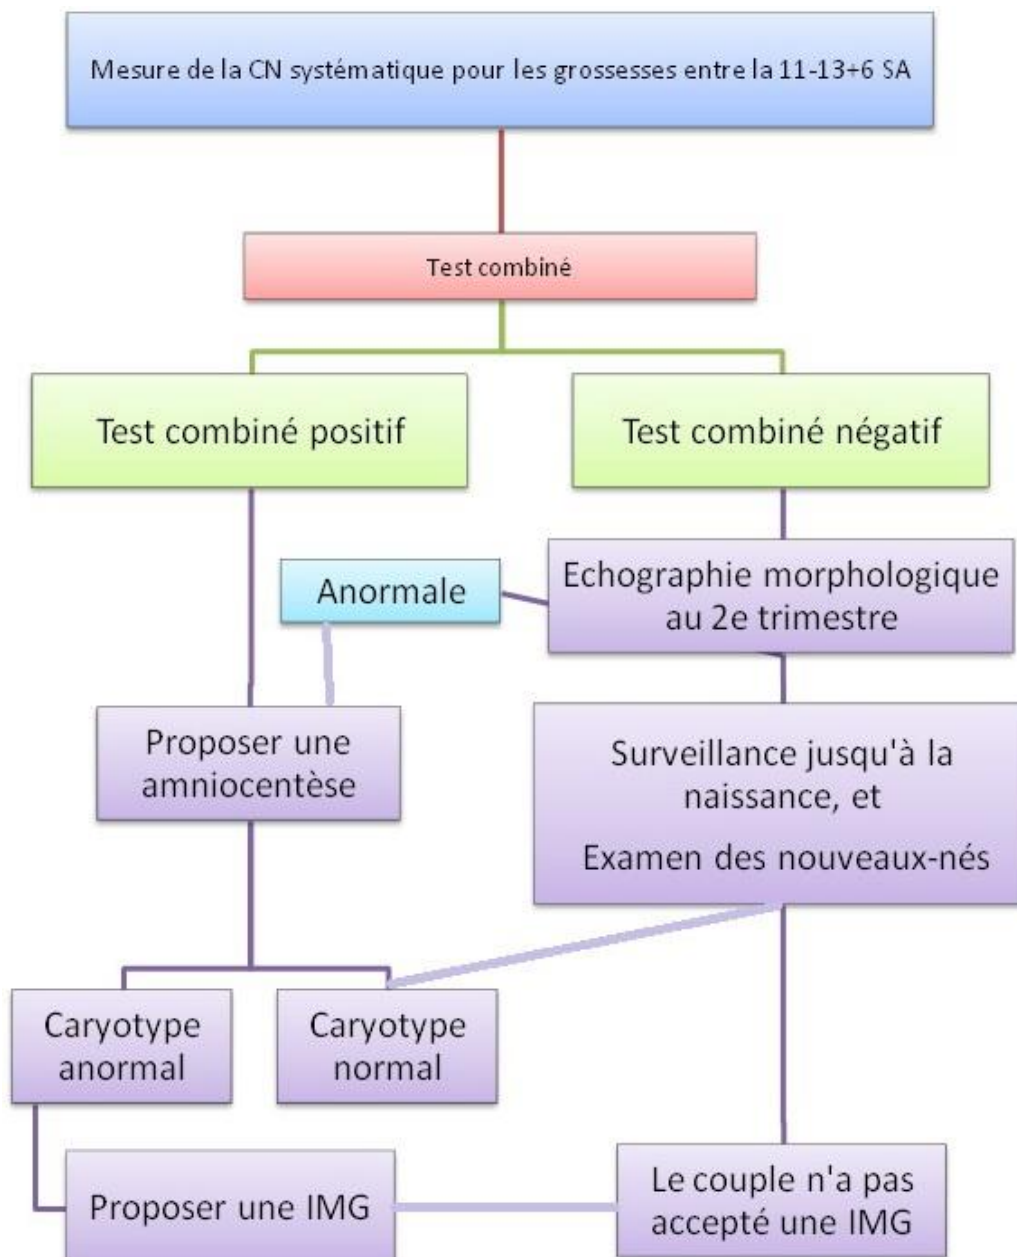 Mesure de la CN systématique pour les grossesses entre la 11-13+6 SA
Test combiné
Test combiné positif
Test combiné négatif
Anormale
Echographie morphologique
au 2e trimestre
Proposer une
amniocentèse
Surveillance jusqu'à la
naissance, et
Examen des nouveaux-nés
Caryotype
anormal
Caryotype
normal
Proposer une IMG
Le couple n'a pas
accepté une IMG